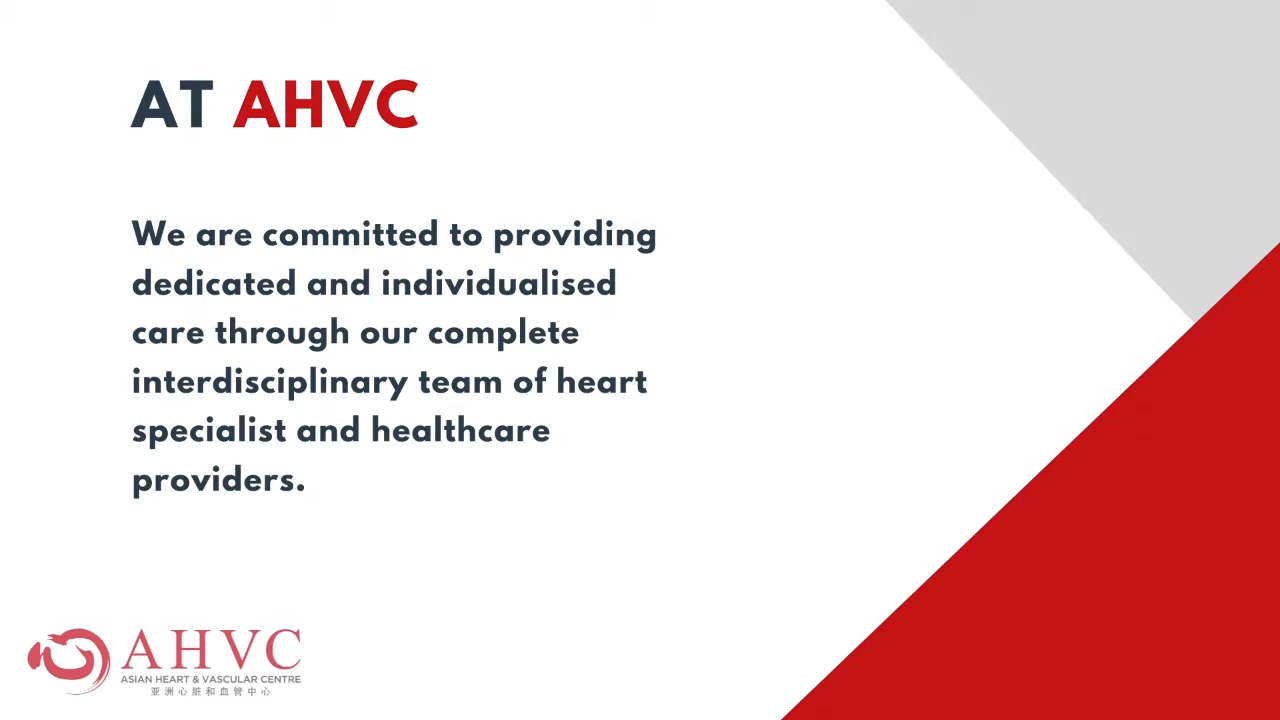 AT AHVC
We are committed to providing
dedicated and individualised
care through our complete
interdisciplinary team of heart
specialist and healthcare
providers.
AHVC
ASIAN HEART & VASCULAR CENTRE
亚洲心脏和血管中心